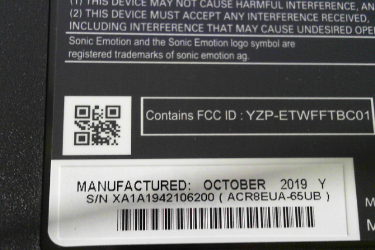 (1) THIS DEVICE MAY NOT CAUSE HARMFUL INTERFERENCE, AN
(2) THIS DEVICE MUST ACCEPT ANY INTERFERENCE RECEIVED,
INCLUDING INTERFERENCE THAT MAY CAUSE UNDESIRED OPE
Sonic Emotion and the Sonic Emotion logo symbol are
registered trademarks of sonic emotion ag.
Contains FCC ID : YZP-ETWFFTBC01
MANUFACTURED: OCTOBER 2019 Y
S/N XA1A1942106200 ( ACR8EUA-65UB )
M
M